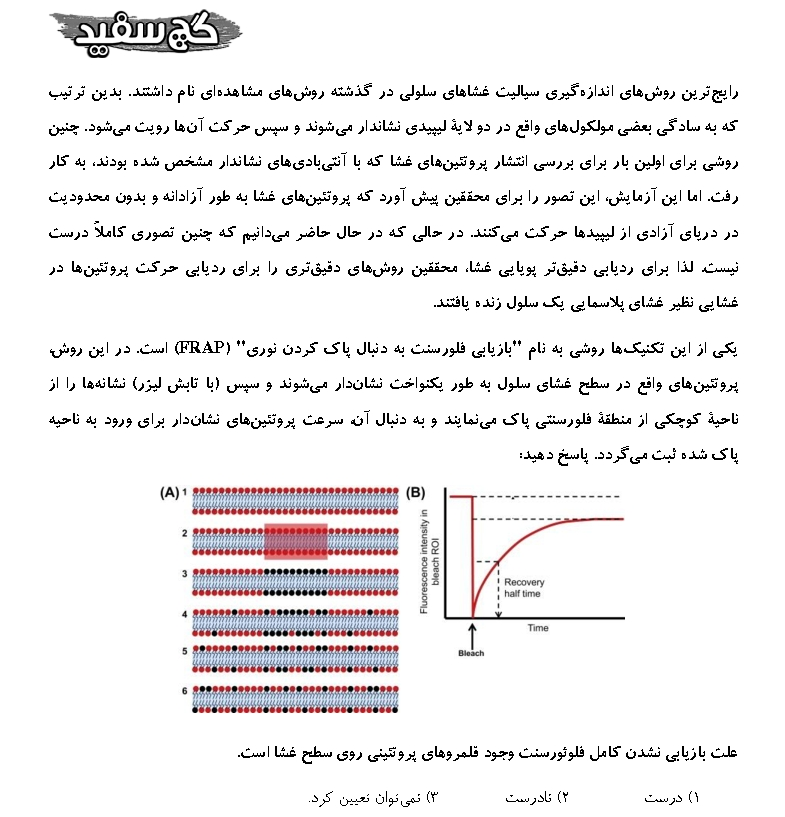 گچ سفید
رایج‌ترین روش‌های اندازه‌گیری سیالیت غشاهای سلولی در گذشته روش‌های مشاهده‌ای نام داشتند. بدین ترتیب
که به سادگی بعضی مولکول‌های واقع در دو لایۀ لیپیدی نشاندار می‌شوند و سپس حرکت آن‌ها رویت می‌شود. چنین
روشی برای اولین بار برای بررسی انتشار پروتئین‌های غشا که با آنتی‌بادی‌های نشاندار مشخص شده بودند، به کار
رفت. اما این آزمایش، این تصور را برای محققین پیش آورد که پروتئین‌های غشا به طور آزادانه و بدون محدودیت
در دریای آزادی از لیپیدها حرکت می‌کنند. در حالی که در حال حاضر می‌دانیم که چنین تصوری کاملاً درست
نیست. لذا برای ردیابی دقیق‌تر پویایی غشا، محققین روش‌های دقیق‌تری را برای ردیابی حرکت پروتئین‌ها در
غشایی نظیر غشای پلاسمایی یک سلول زنده یافتند.
یکی از این تکنیک‌ها روشی به نام "بازیابی فلورسنت به دنبال پاک کردن نوری" (FRAP) است. در این روش،
پروتئین‌های واقع در سطح غشای سلول به طور یکنواخت نشان‌دار می‌شوند و سپس (با تابش لیزر) نشانه‌ها را از
ناحیۀ کوچکی از منطقۀ فلورسنتی پاک می‌نمایند و به دنبال آن، سرعت پروتئین‌های نشان‌دار برای ورود به ناحیه
پاک شده ثبت می‌گردد. پاسخ دهید:
(A) 1
2
3
4
5
6
(B)
Fluorescence intensity in
bleach ROI
Recovery
half time
Time
Bleach
علت بازیابی نشدن کامل فلوئورسنت وجود قلمروهای پروتئینی روی سطح غشا است.
۱) درست ۲) نادرست ۳) نمی‌توان تعیین کرد.